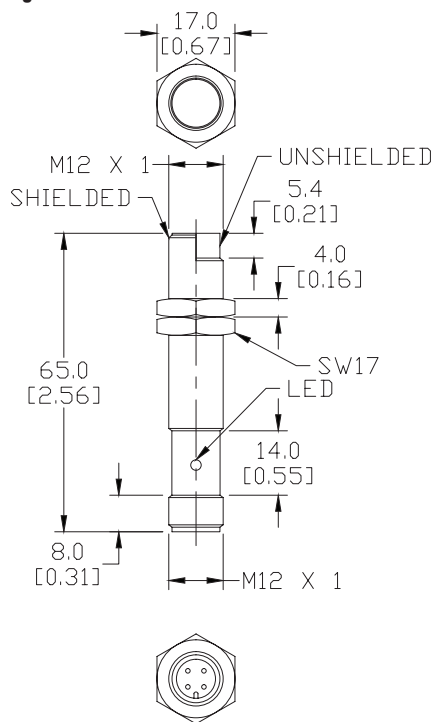 17.0
[0.67]
M12 X 1
UNSHIELDED
SHIELDED
5.4
[0.21]
4.0
[0.16]
SW17
65.0
[2.56]
LED
14.0
[0.55]
8.0
[0.31]
M12 X 1